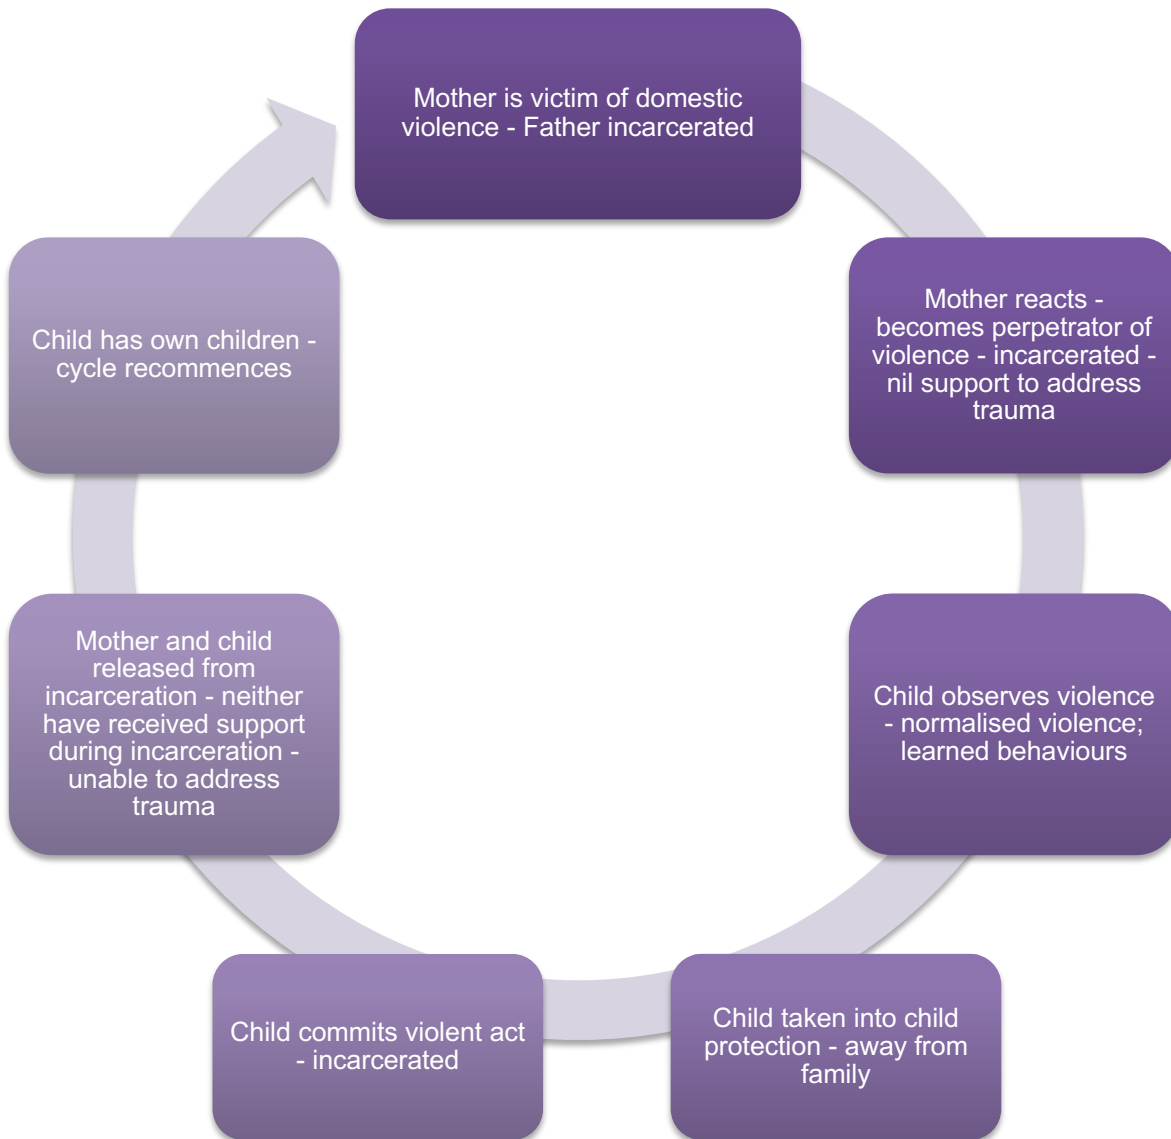 Mother is victim of domestic
violence - Father incarcerated
Mother reacts -
becomes perpetrator of
violence - incarcerated -
nil support to address
trauma
Child observes violence
- normalised violence;
learned behaviours
Child taken into child
protection - away from
family
Child commits violent act
- incarcerated
Mother and child
released from
incarceration - neither
have received support
during incarceration -
unable to address
trauma
Child has own children -
cycle recommences